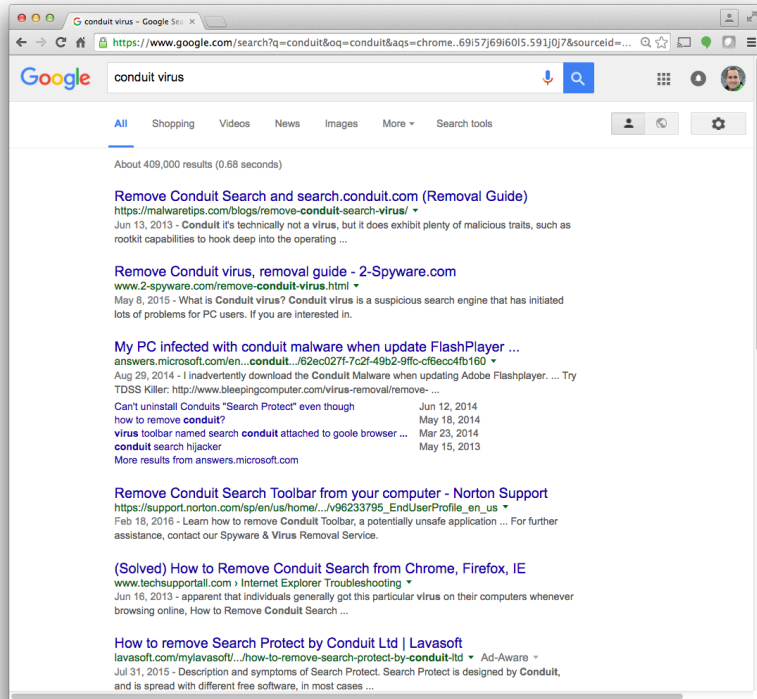 conduit virus - Google Sea
https://www.google.com/search?q=conduit&oq=conduit&aqs=chrome..69i57j69i60l5.591j0j7&sourceid=...
Google
conduit virus
All Shopping Videos News Images More Search tools
About 409,000 results (0.68 seconds)
Remove Conduit Search and search.conduit.com (Removal Guide)
https://malwaretips.com/blogs/remove-conduit-search-virus/
Jun 13, 2013 - Conduit it's technically not a virus, but it does exhibit plenty of malicious traits, such as
rootkit capabilities to hook deep into the operating ...
Remove Conduit virus, removal guide - 2-Spyware.com
www.2-spyware.com/remove-conduit-virus.html
May 8, 2015 - What is Conduit virus? Conduit virus is a suspicious search engine that has initiated
lots of problems for PC users. If you are interested in.
My PC infected with conduit malware when update FlashPlayer ...
answers.microsoft.com/en...conduit.../62ec027f-7c2f-49b2-9ffc-cf6ecc4fb160
Aug 29, 2014 - I inadvertently download the Conduit Malware when updating Adobe Flashplayer. ... Try
TDSS Killer: http://www.bleepingcomputer.com/virus-removal/remove- ...
Can't uninstall Conduits "Search Protect" even though Jun 12, 2014
how to remove conduit? May 18, 2014
virus toolbar named search conduit attached to goole browser ... Mar 23, 2014
conduit search hijacker May 15, 2013
More results from answers.microsoft.com
Remove Conduit Search Toolbar from your computer - Norton Support
https://support.norton.com/sp/en/us/home/.../v96233795_EndUserProfile_en_us
Feb 18, 2016 - Learn how to remove Conduit Toolbar, a potentially unsafe application ... For further
assistance, contact our Spyware & Virus Removal Service.
(Solved) How to Remove Conduit Search from Chrome, Firefox, IE
www.techsupportall.com › Internet Explorer Troubleshooting
Jun 16, 2013 - apparent that individuals generally got this particular virus on their computers whenever
browsing online, How to Remove Conduit Search ...
How to remove Search Protect by Conduit Ltd | Lavasoft
lavasoft.com/mylavasoft/.../how-to-remove-search-protect-by-conduit-ltd Ad-Aware
Jul 31, 2015 - Description and symptoms of Search Protect. Search Protect is designed by Conduit,
and is spread with different free software, in most cases ...